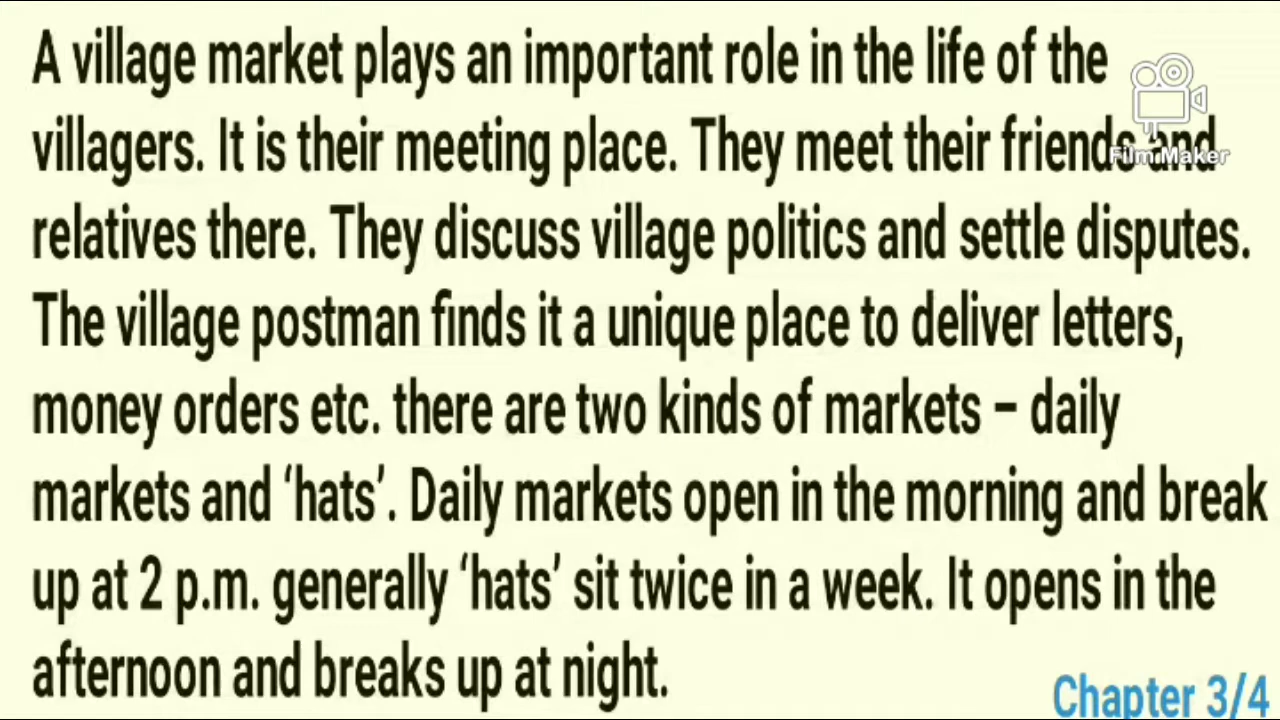 A village market plays an important role in the life of the
villagers. It is their meeting place. They meet their friends and
relatives there. They discuss village politics and settle disputes.
The village postman finds it a unique place to deliver letters,
money orders etc. there are two kinds of markets – daily
markets and ‘hats’. Daily markets open in the morning and break
up at 2 p.m. generally ‘hats’ sit twice in a week. It opens in the
afternoon and breaks up at night.
Film Maker
Chapter 3/4